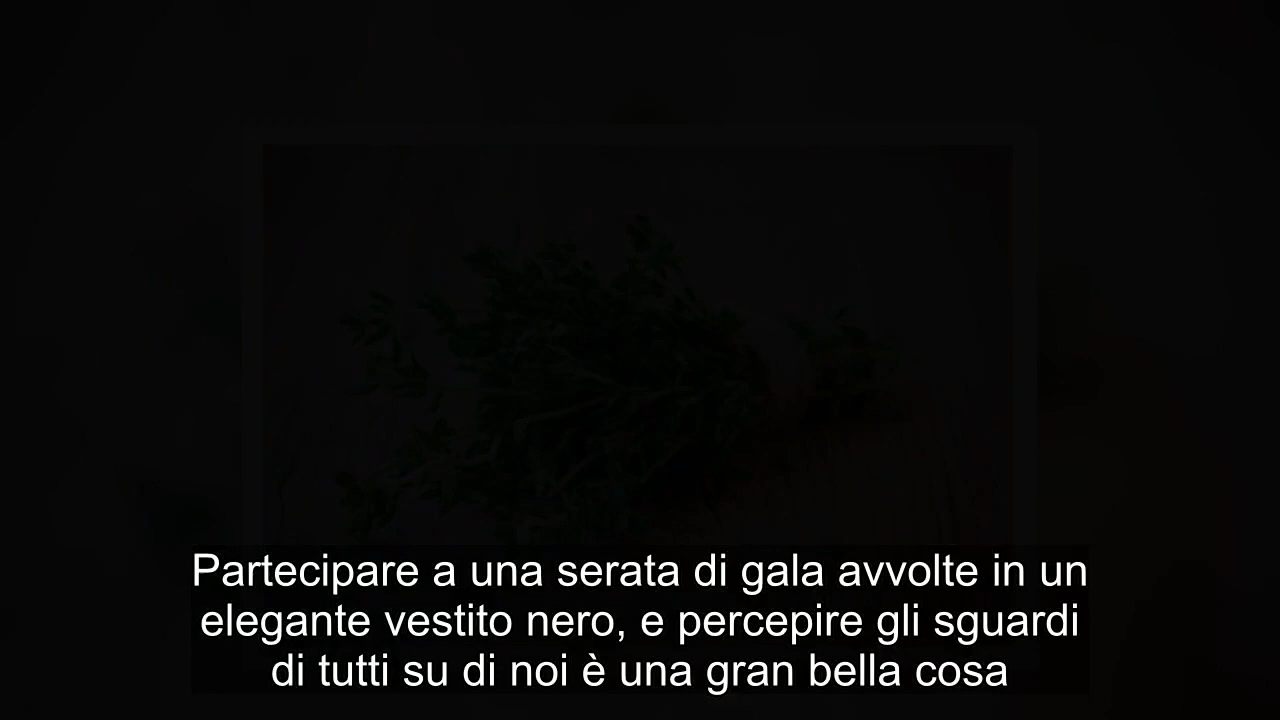 Partecipare a una serata di gala avvolte in un
elegante vestito nero, e percepire gli sguardi
di tutti su di noi è una gran bella cosa